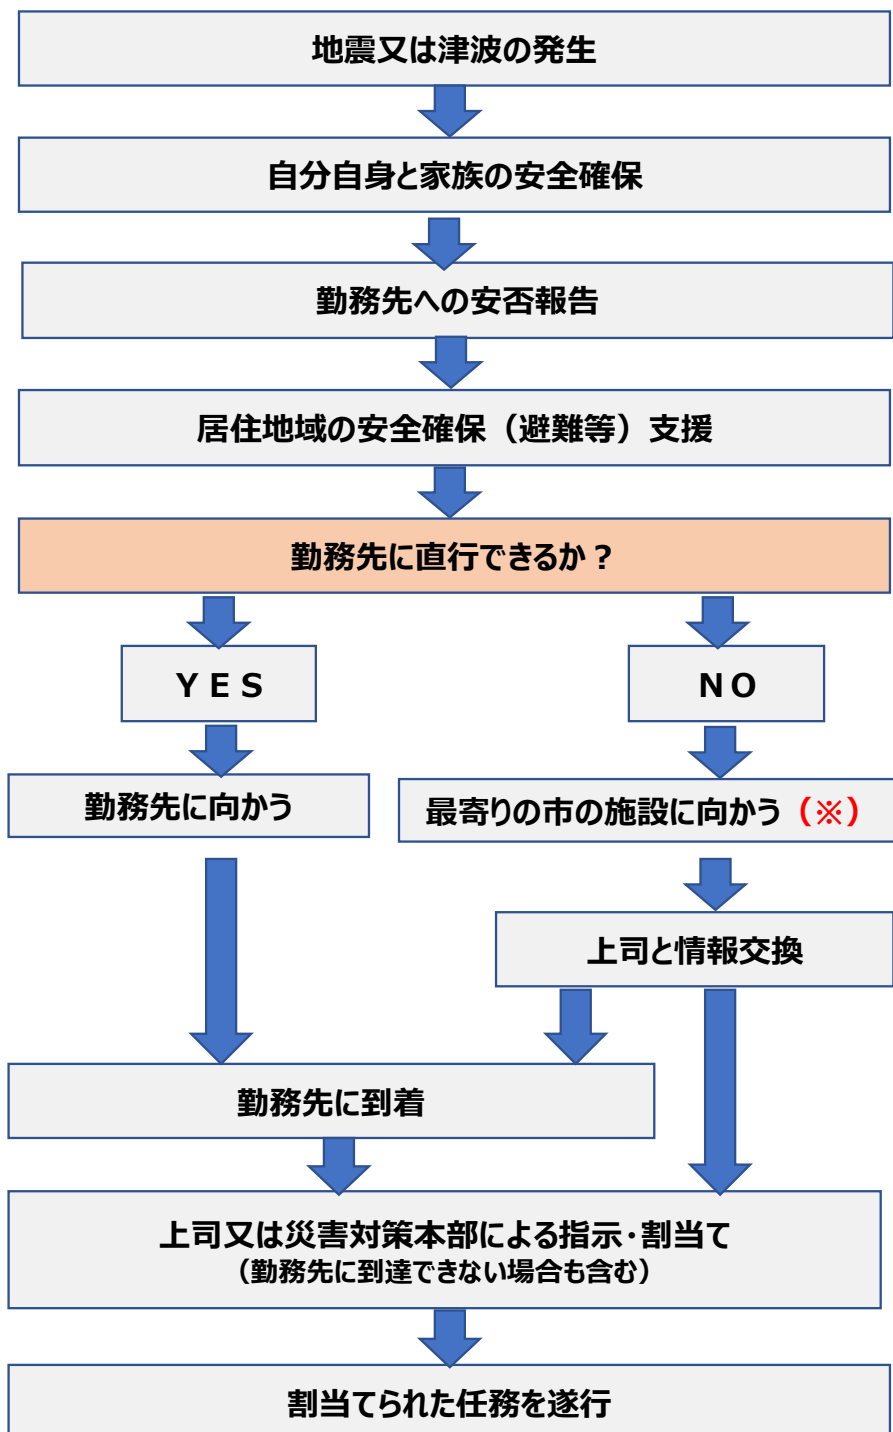 地震又は津波の発生
自分自身と家族の安全確保
勤務先への安否報告
居住地域の安全確保（避難等）支援
勤務先に直行できるか？
ＹＥＳ
ＮＯ
勤務先に向かう
最寄りの市の施設に向かう（※）
上司と情報交換
勤務先に到着
上司又は災害対策本部による指示・割当て
（勤務先に到達できない場合も含む）
割当てられた任務を遂行